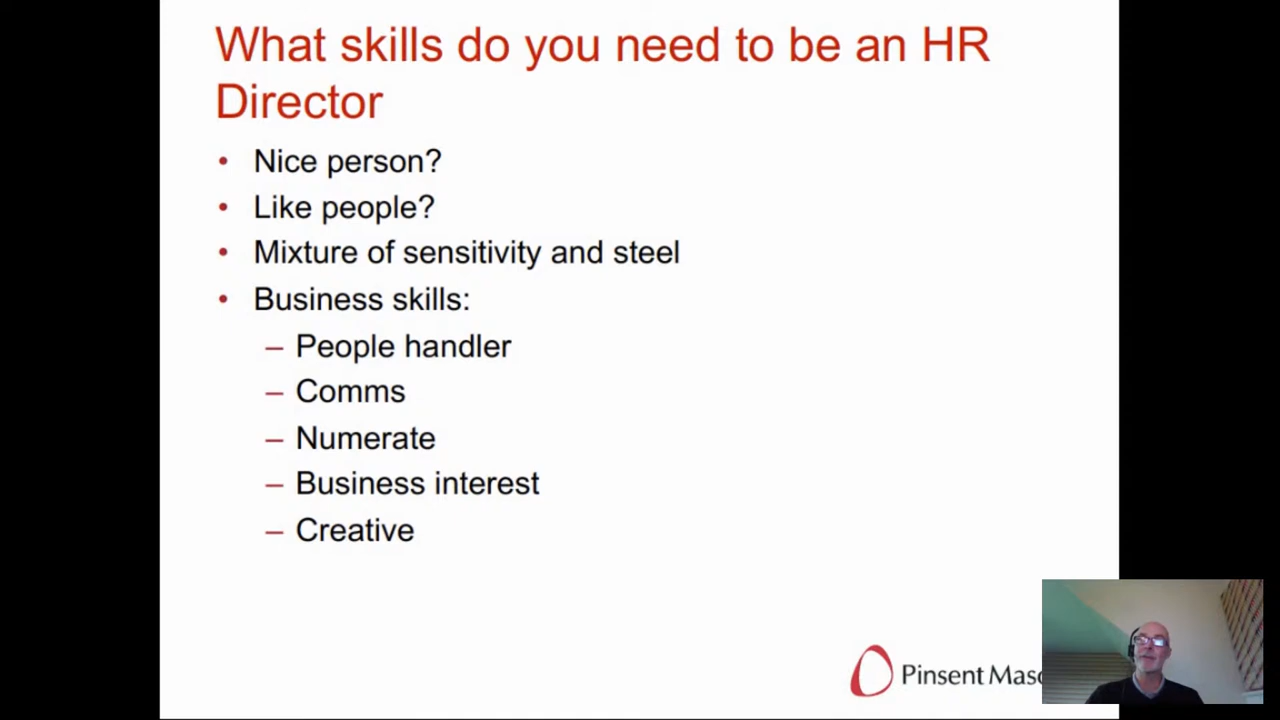 What skills do you need to be an HR
Director
• Nice person?
• Like people?
• Mixture of sensitivity and steel
• Business skills:
– People handler
– Comms
– Numerate
– Business interest
– Creative
Pinsent